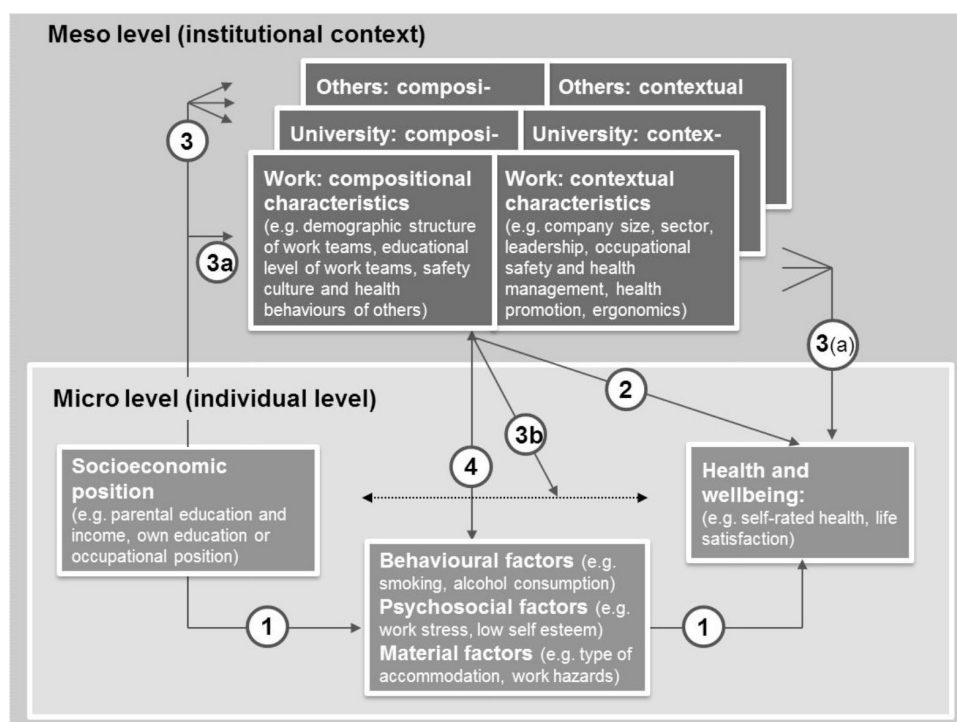 Meso level (institutional context)
Others: composi-
Others: contextual
University: composi-
University: contex-
Work: compositional
characteristics
(e.g. demographic structure
of work teams, educational
level of work teams, safety
culture and health
behaviours of others)
Work: contextual
characteristics
(e.g. company size, sector,
leadership, occupational
safety and health
management, health
promotion, ergonomics)
3
3a
3(a)
Micro level (individual level)
2
3b
4
Socioeconomic
position
(e.g. parental education and
income, own education or
occupational position)
Health and
wellbeing:
(e.g. self-rated health, life
satisfaction)
Behavioural factors (e.g.
smoking, alcohol consumption)
Psychosocial factors (e.g.
work stress, low self esteem)
Material factors (e.g. type of
accommodation, work hazards)
1
1